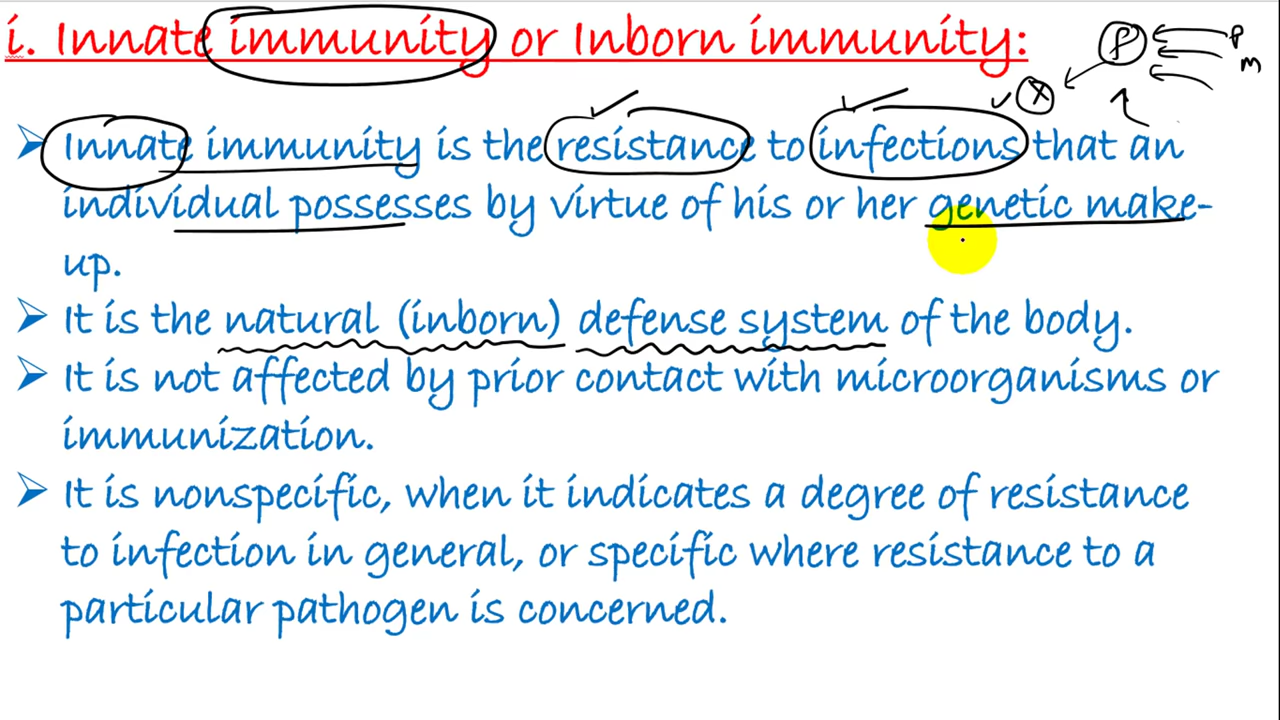 i. Innate immunity or Inborn immunity:
P
P
m
x
➤ Innate immunity is the resistance to infections that an
individual possesses by virtue of his or her genetic make-
up.
➤ It is the natural (inborn) defense system of the body.
➤ It is not affected by prior contact with microorganisms or
immunization.
➤ It is nonspecific, when it indicates a degree of resistance
to infection in general, or specific where resistance to a
particular pathogen is concerned.